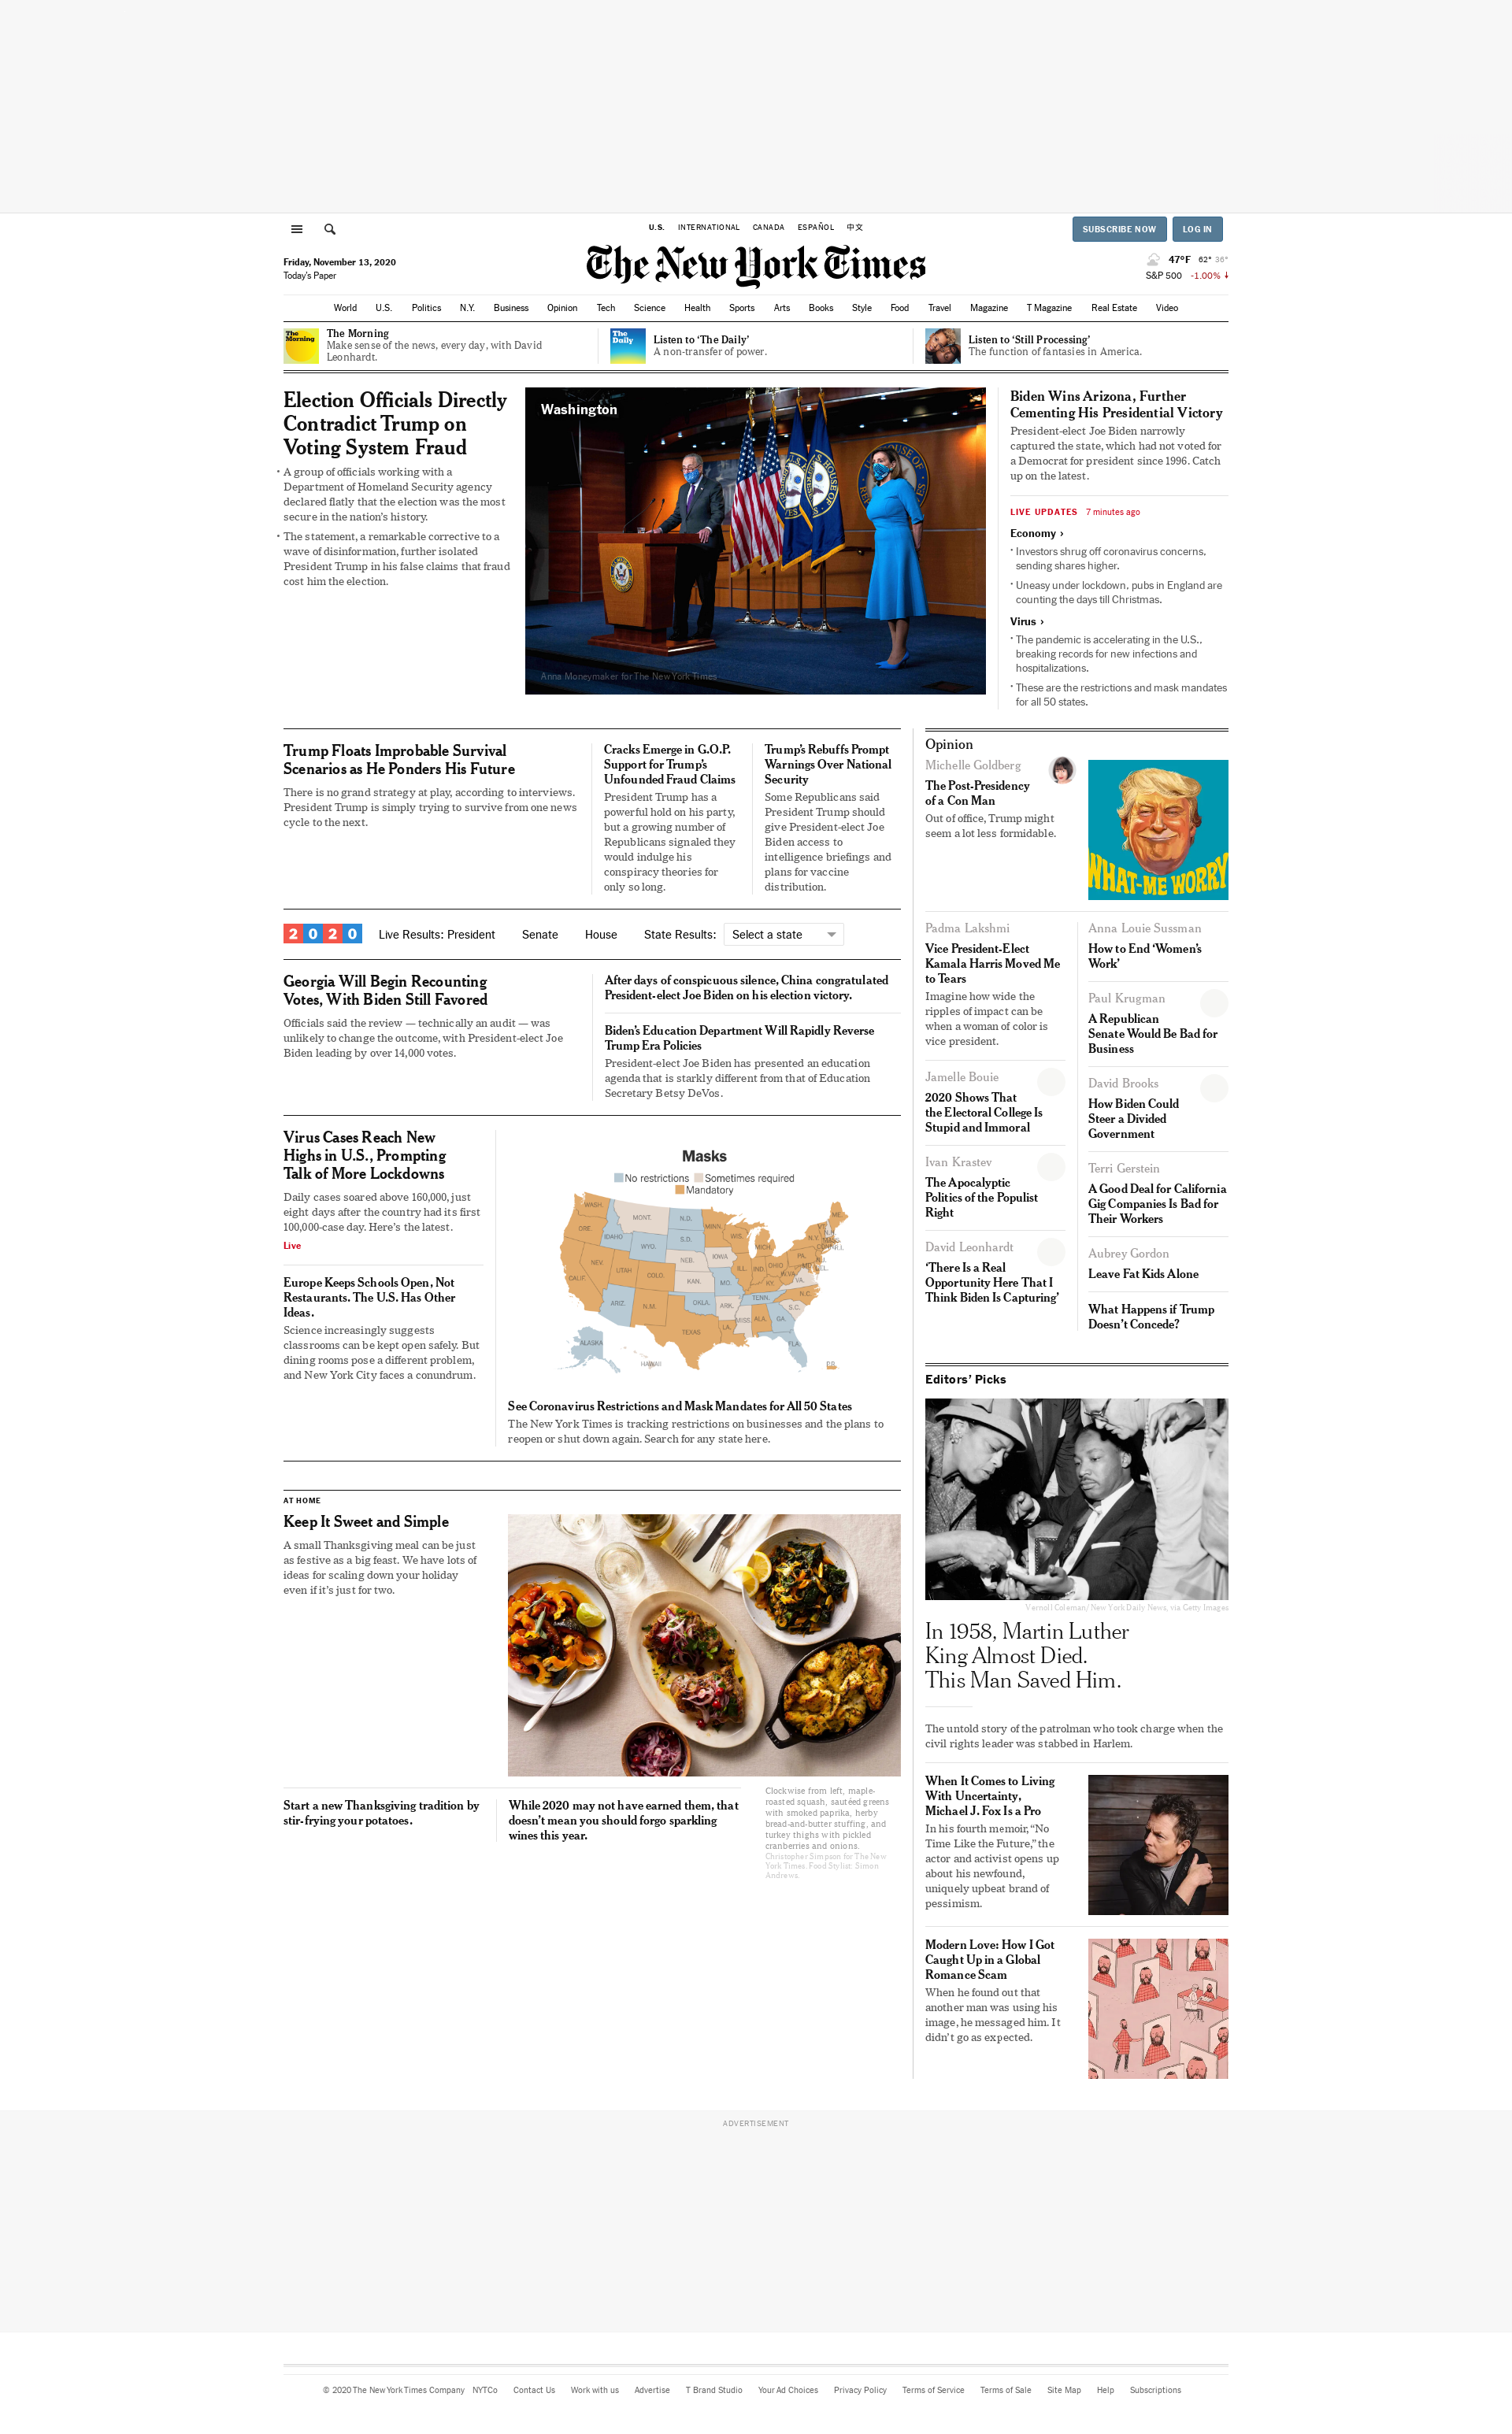 U.S. INTERNATIONAL CANADA ESPAÑOL 中文
SUBSCRIBE NOW LOG IN
Friday, November 13, 2020
Today's Paper
The New York Times
47°F 62° 36°
S&P 500 -1.00%
World U.S. Politics N.Y. Business Opinion Tech Science Health Sports Arts Books Style Food Travel Magazine T Magazine Real Estate Video
The Morning
The Morning
Make sense of the news, every day, with David
Leonhardt.
The Daily
Listen to ‘The Daily’
A non-transfer of power.
Listen to ‘Still Processing’
The function of fantasies in America.
Election Officials Directly
Contradict Trump on
Voting System Fraud
• A group of officials working with a
Department of Homeland Security agency
declared flatly that the election was the most
secure in the nation’s history.
• The statement, a remarkable corrective to a
wave of disinformation, further isolated
President Trump in his false claims that fraud
cost him the election.
Washington
Anna Moneymaker for The New York Times
Biden Wins Arizona, Further
Cementing His Presidential Victory
President-elect Joe Biden narrowly
captured the state, which had not voted for
a Democrat for president since 1996. Catch
up on the latest.
LIVE UPDATES 7 minutes ago
Economy ›
• Investors shrug off coronavirus concerns,
sending shares higher.
• Uneasy under lockdown, pubs in England are
counting the days till Christmas.
Virus ›
• The pandemic is accelerating in the U.S.,
breaking records for new infections and
hospitalizations.
• These are the restrictions and mask mandates
for all 50 states.
Trump Floats Improbable Survival
Scenarios as He Ponders His Future
There is no grand strategy at play, according to interviews.
President Trump is simply trying to survive from one news
cycle to the next.
Cracks Emerge in G.O.P.
Support for Trump’s
Unfounded Fraud Claims
President Trump has a
powerful hold on his party,
but a growing number of
Republicans signaled they
would indulge his
conspiracy theories for
only so long.
Trump’s Rebuffs Prompt
Warnings Over National
Security
Some Republicans said
President Trump should
give President-elect Joe
Biden access to
intelligence briefings and
plans for vaccine
distribution.
2020 Live Results: President Senate House State Results: Select a state
Georgia Will Begin Recounting
Votes, With Biden Still Favored
Officials said the review — technically an audit — was
unlikely to change the outcome, with President-elect Joe
Biden leading by over 14,000 votes.
After days of conspicuous silence, China congratulated
President-elect Joe Biden on his election victory.
Biden’s Education Department Will Rapidly Reverse
Trump Era Policies
President-elect Joe Biden has presented an education
agenda that is starkly different from that of Education
Secretary Betsy DeVos.
Virus Cases Reach New
Highs in U.S., Prompting
Talk of More Lockdowns
Daily cases soared above 160,000, just
eight days after the country had its first
100,000-case day. Here’s the latest.
Live
Europe Keeps Schools Open, Not
Restaurants. The U.S. Has Other
Ideas.
Science increasingly suggests
classrooms can be kept open safely. But
dining rooms pose a different problem,
and New York City faces a conundrum.
Masks
No restrictions Sometimes required
Mandatory
WASH. MONT. N.D. MINN. ME.
ORE. IDAHO WYO. S.D. WIS. MICH. N.Y.
NEV. UTAH COLO. NEB. IOWA ILL. IND. OHIO PA.
CALIF. KAN. MO. KY. W.VA. VA.
ARIZ. N.M. OKLA. ARK. TENN. N.C. S.C.
TEXAS LA. MISS. ALA. GA.
FLA.
ALASKA HAWAII P.R.
See Coronavirus Restrictions and Mask Mandates for All 50 States
The New York Times is tracking restrictions on businesses and the plans to
reopen or shut down again. Search for any state here.
AT HOME
Keep It Sweet and Simple
A small Thanksgiving meal can be just
as festive as a big feast. We have lots of
ideas for scaling down your holiday
even if it’s just for two.
Start a new Thanksgiving tradition by
stir-frying your potatoes.
While 2020 may not have earned them, that
doesn’t mean you should forgo sparkling
wines this year.
Clockwise from left, maple-
roasted squash, sautéed greens
with smoked paprika, herby
bread-and-butter stuffing, and
turkey thighs with pickled
cranberries and onions.
Christopher Simpson for The New
York Times. Food Stylist: Simon
Andrews.
Opinion
Michelle Goldberg
The Post-Presidency
of a Con Man
Out of office, Trump might
seem a lot less formidable.
WHAT-ME WORRY
Padma Lakshmi
Vice President-Elect
Kamala Harris Moved Me
to Tears
Imagine how wide the
ripples of impact can be
when a woman of color is
vice president.
Jamelle Bouie
2020 Shows That
the Electoral College Is
Stupid and Immoral
Ivan Krastev
The Apocalyptic
Politics of the Populist
Right
David Leonhardt
‘There Is a Real
Opportunity Here That I
Think Biden Is Capturing’
Anna Louie Sussman
How to End ‘Women’s
Work’
Paul Krugman
A Republican
Senate Would Be Bad for
Business
David Brooks
How Biden Could
Steer a Divided
Government
Terri Gerstein
A Good Deal for California
Gig Companies Is Bad for
Their Workers
Aubrey Gordon
Leave Fat Kids Alone
What Happens if Trump
Doesn’t Concede?
Editors’ Picks
Vernoll Coleman/New York Daily News, via Getty Images
In 1958, Martin Luther
King Almost Died.
This Man Saved Him.
The untold story of the patrolman who took charge when the
civil rights leader was stabbed in Harlem.
When It Comes to Living
With Uncertainty,
Michael J. Fox Is a Pro
In his fourth memoir, “No
Time Like the Future,” the
actor and activist opens up
about his newfound,
uniquely upbeat brand of
pessimism.
Modern Love: How I Got
Caught Up in a Global
Romance Scam
When he found out that
another man was using his
image, he messaged him. It
didn’t go as expected.
ADVERTISEMENT
© 2020 The New York Times Company NYTCo Contact Us Work with us Advertise T Brand Studio Your Ad Choices Privacy Policy Terms of Service Terms of Sale Site Map Help Subscriptions